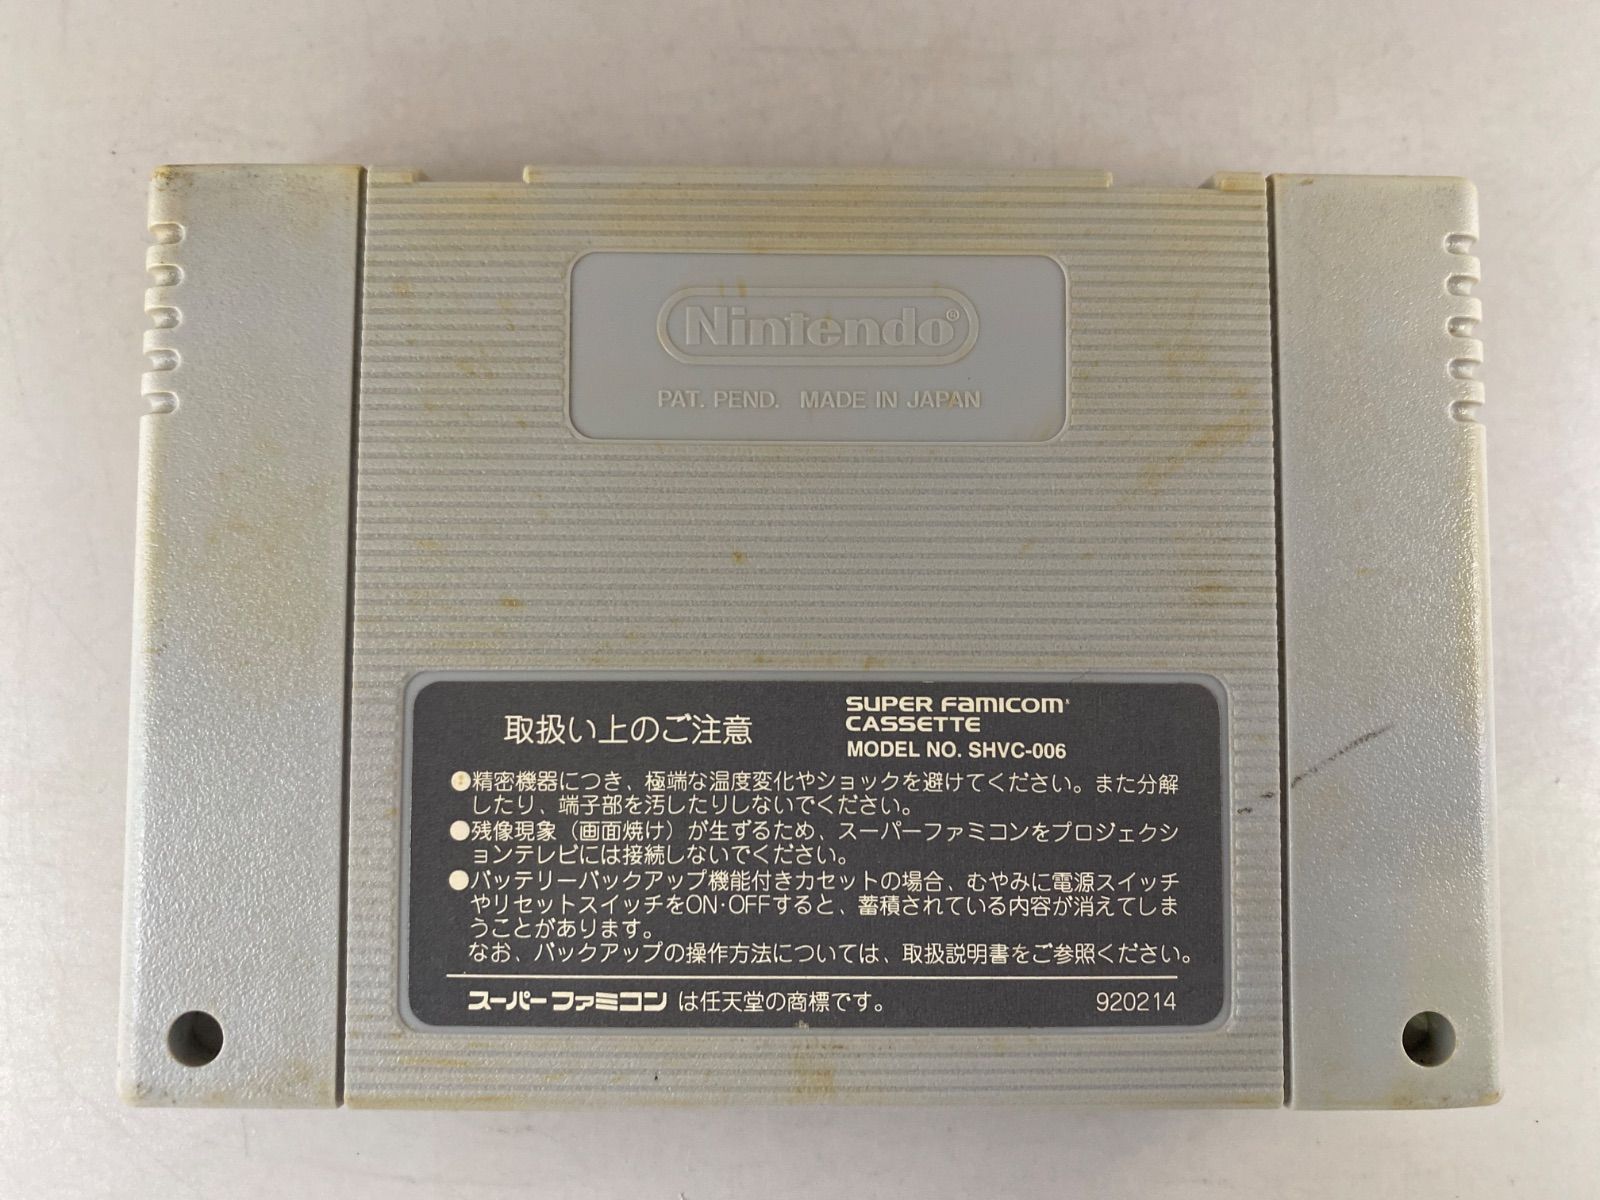 Nintendo®
PAT. PEND. MADE IN JAPAN
取扱い上のご注意
SUPER FAMICOM
CASSETTE
MODEL NO. SHVC-006
●精密機器につき、極端な温度変化やショックを避けてください。また分解
したり、端子部を汚したりしないでください。
●残像現象（画面焼け）が生ずるため、スーパーファミコンをプロジェクシ
ョンテレビには接続しないでください。
●バッテリーバックアップ機能付きカセットの場合、むやみに電源スイッチ
やリセットスイッチをON·OFFすると、蓄積されている内容が消えてしま
うことがあります。
なお、バックアップの操作方法については、取扱説明書をご参照ください。
スーパーファミコン は任天堂の商標です。
920214